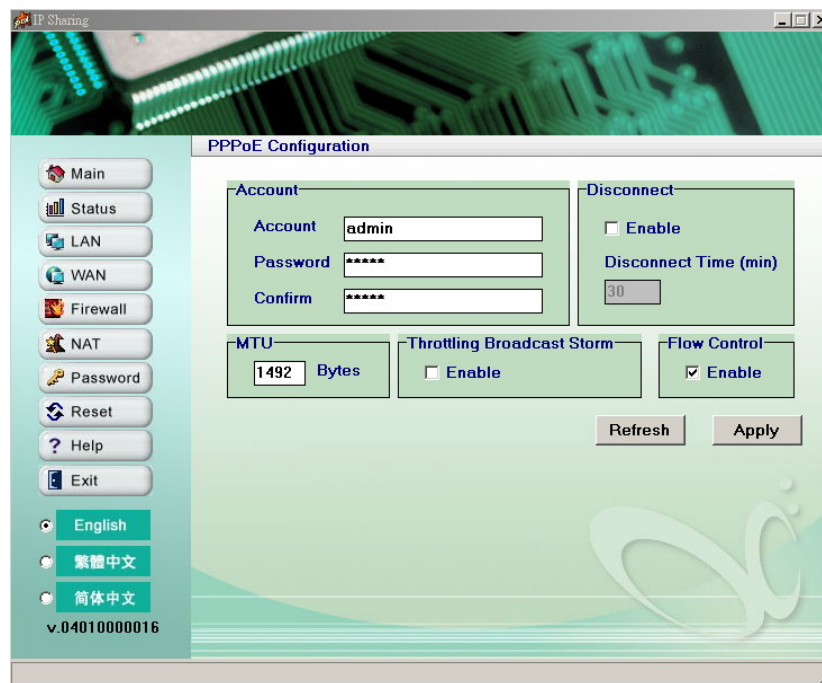 IP Sharing
PPPoE Configuration
Main
Status
LAN
WAN
Firewall
NAT
Password
Reset
? Help
Exit
English
繁體中文
简体中文
v.04010000016
Account
Account admin
Password *****
Confirm *****
Disconnect
Enable
Disconnect Time (min)
30
MTU
1492 Bytes
Throttling Broadcast Storm
Enable
Flow Control
Enable
Refresh Apply